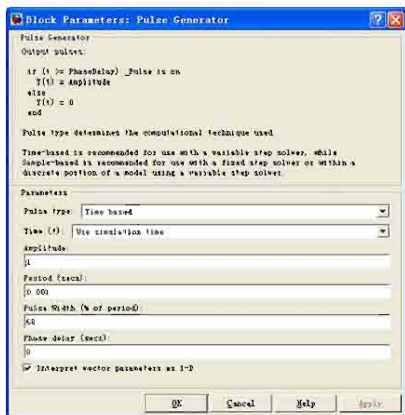 Block Parameters: Pulse Generator
Pulse Generator
Output pulses:
if (t >= PhaseDelay) Pulse is on
Y(t) = Amplitude
else
Y(t) = 0
end
Pulse type determines the computational technique used
Time-based is recommended for use with a variable step solver, while
Sample-based is recommended for use with a fixed step solver or within a
discrete portion of a model using a variable step solver.
Parameters
Pulse type: Time based
Time (t): Use simulation time
Amplitude:
1
Period (secs):
0.001
Pulse Width (% of period):
Phase delay (secs):
0
Interpret vector parameters as 1-D
OK
Cancel
Help
Apply